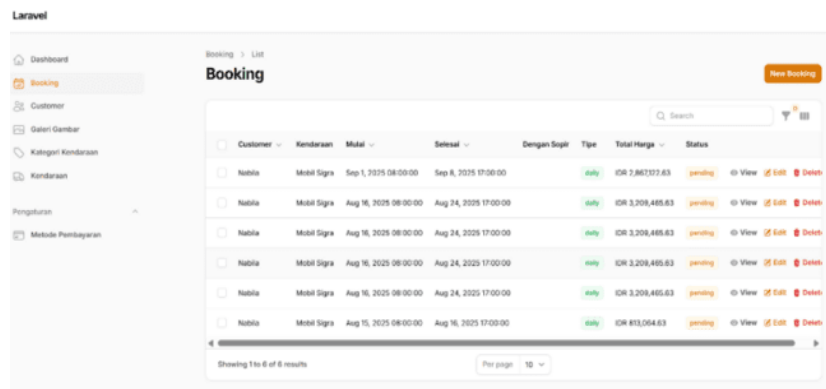 Laravel
Dashboard
Booking
Customer
Galeri Gambar
Kategori Kendaraan
Kendaraan
Pengaturan
Metode Pembayaran
Booking > List
Booking
New Booking
Search
0
Customer Kendaraan Mulai Selesai Dengan Sopir Tipe Total Harga Status
Nabila Mobil Sigra Sep 1, 2025 08:00:00 Sep 8, 2025 17:00:00 daily IDR 2,867,122.63 pending View Edit Delete
Nabila Mobil Sigra Aug 16, 2025 08:00:00 Aug 24, 2025 17:00:00 daily IDR 3,209,465.63 pending View Edit Delete
Nabila Mobil Sigra Aug 16, 2025 08:00:00 Aug 24, 2025 17:00:00 daily IDR 3,209,465.63 pending View Edit Delete
Nabila Mobil Sigra Aug 16, 2025 08:00:00 Aug 24, 2025 17:00:00 daily IDR 3,209,465.63 pending View Edit Delete
Nabila Mobil Sigra Aug 16, 2025 08:00:00 Aug 24, 2025 17:00:00 daily IDR 3,209,465.63 pending View Edit Delete
Nabila Mobil Sigra Aug 15, 2025 08:00:00 Aug 16, 2025 17:00:00 daily IDR 813,064.63 pending View Edit Delete
Showing 1 to 6 of 6 results
Per page 10